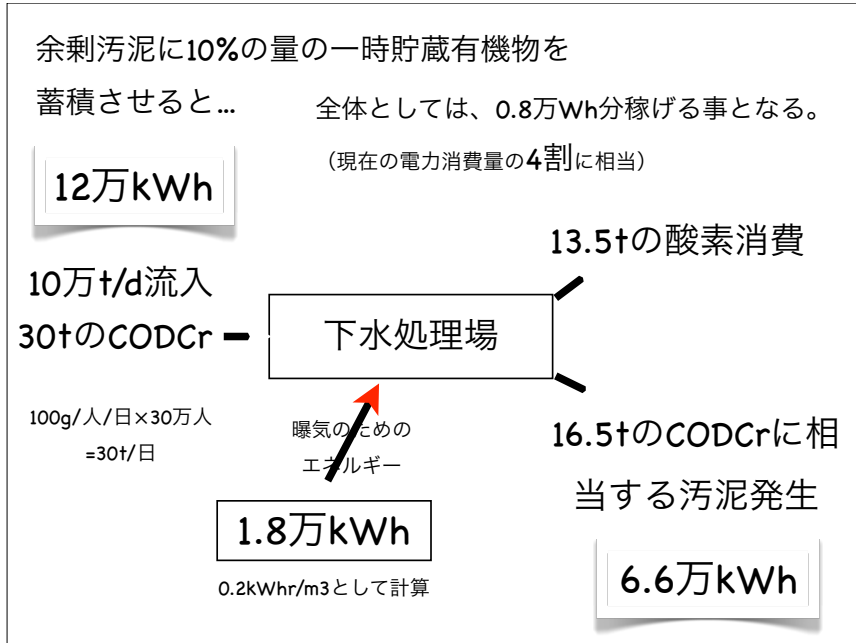 余剰汚泥に10%の量の一時貯蔵有機物を
蓄積させると...
全体としては、0.8万Wh分稼げる事となる。
（現在の電力消費量の4割に相当）
12万kWh
13.5tの酸素消費
10万t/d流入
30tのCODCr
下水処理場
100g/人/日×30万人
=30t/日
曝気のための
エネルギー
16.5tのCODCrに相
当する汚泥発生
1.8万kWh
0.2kWhr/m3として計算
6.6万kWh